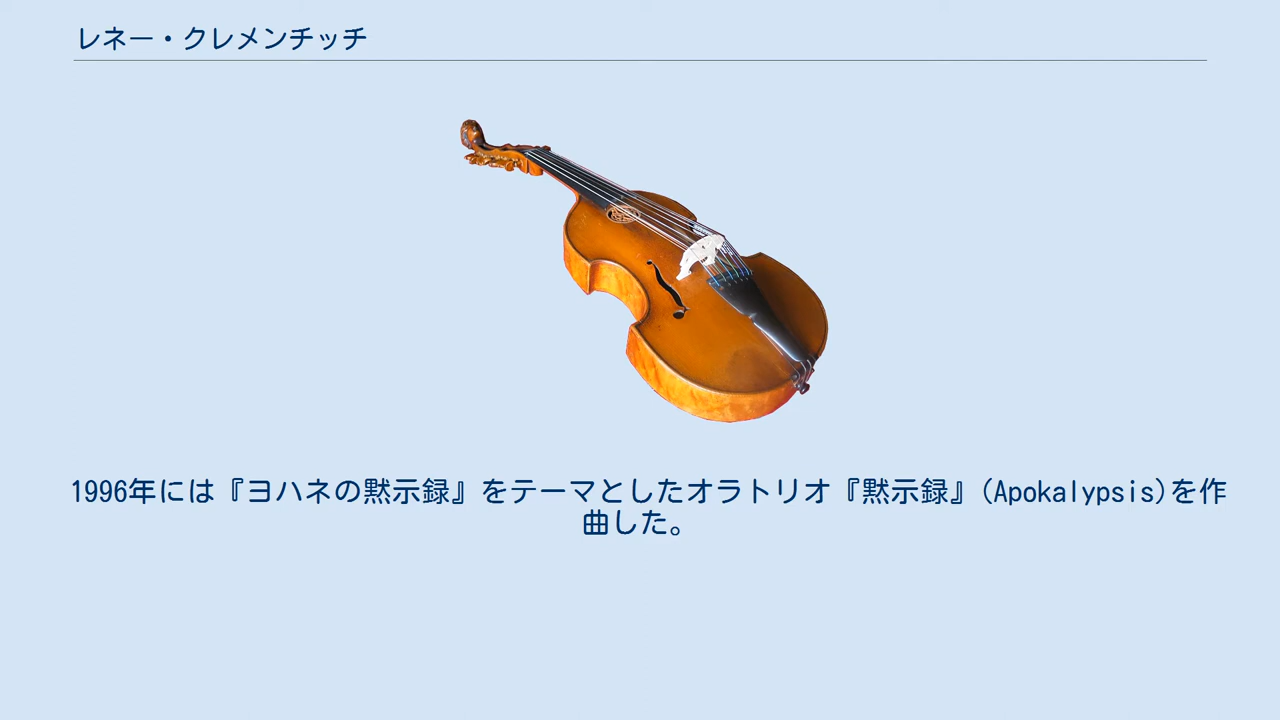 レネー・クレメンチッチ
1996年には『ヨハネの黙示録』をテーマとしたオラトリオ『黙示録』(Apokalypsis)を作
曲した。